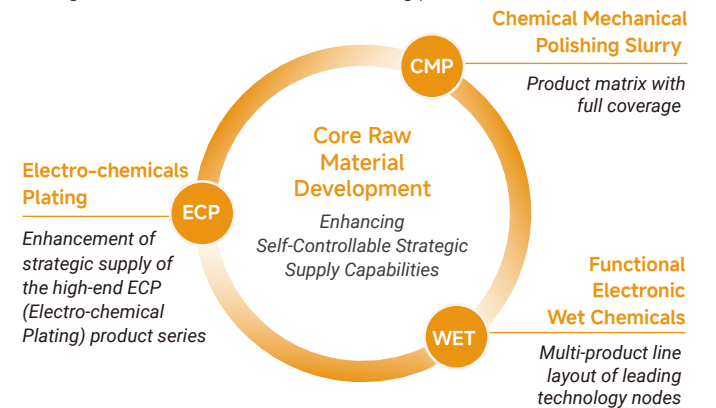 Chemical Mechanical
Polishing Slurry
CMP
Product matrix with
full coverage
Core Raw
Material
Development
Enhancing
Self-Controllable Strategic
Supply Capabilities
Electro-chemicals
Plating
ECP
Enhancement of
strategic supply of
the high-end ECP
(Electro-chemical
Plating) product series
Functional
Electronic
Wet Chemicals
WET
Multi-product line
layout of leading
technology nodes